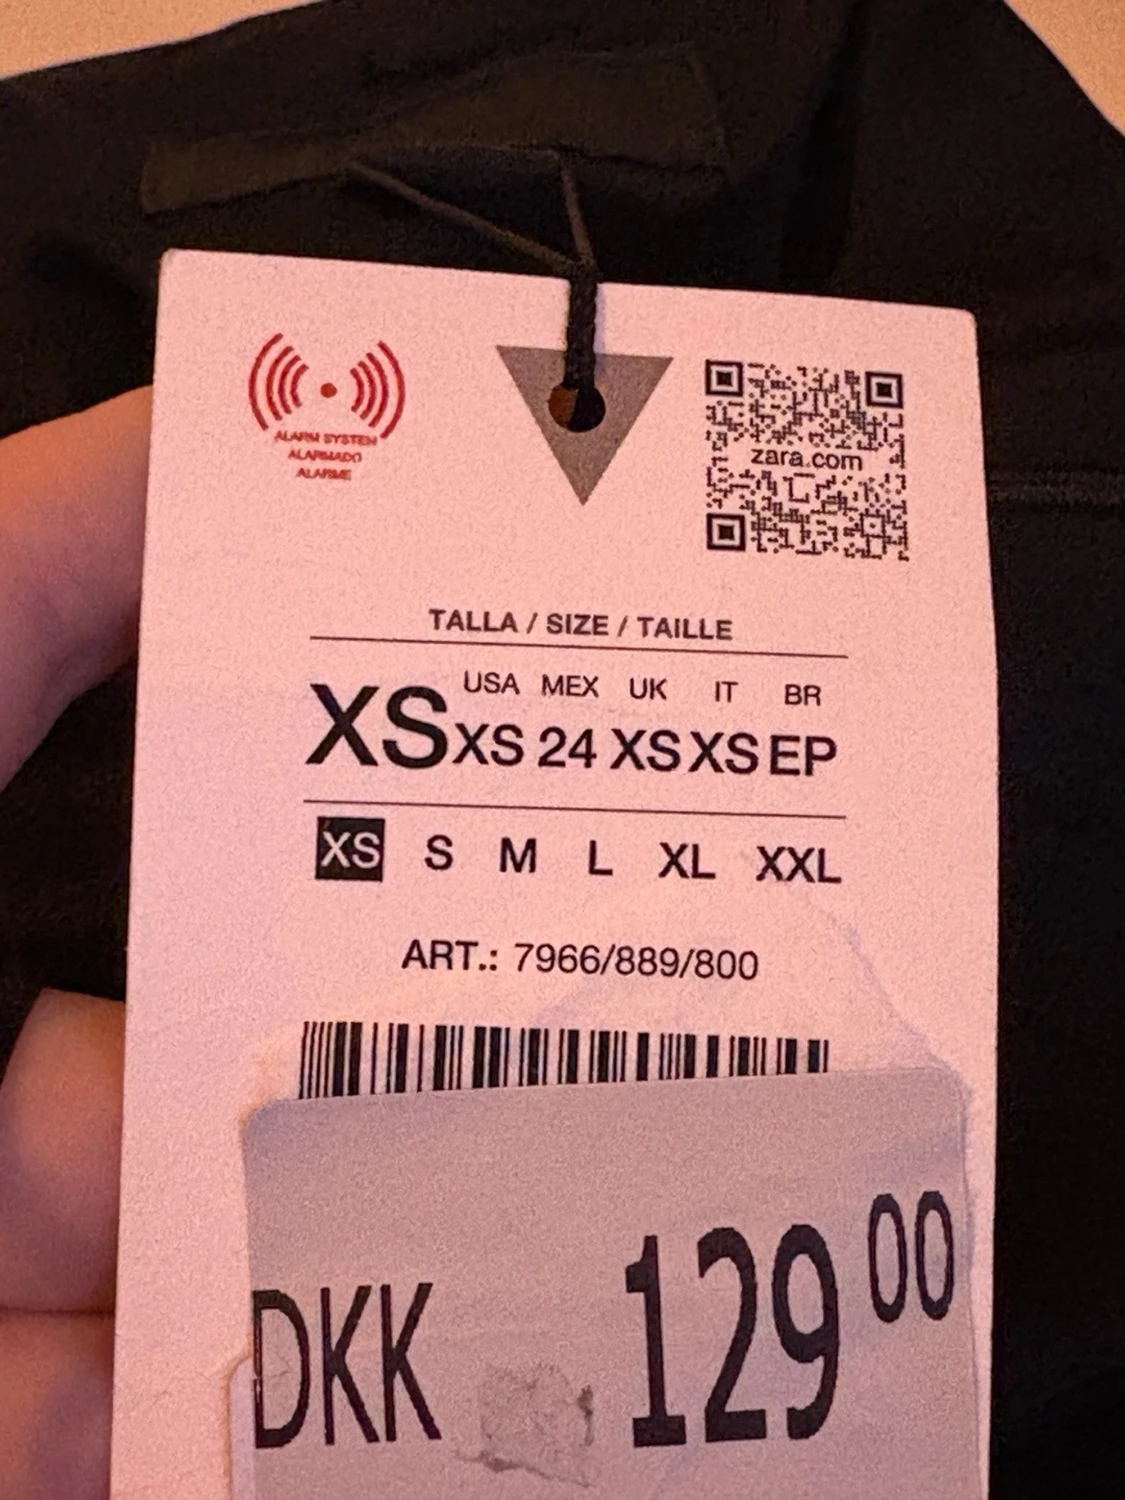 ALARM SYSTEM
ALARMADO
ALARME
zara.com
TALLA / SIZE / TAILLE
USA MEX UK IT BR
XS XS 24 XS XS EP
XS S M L XL XXL
ART.: 7966/889/800
DKK 129 00